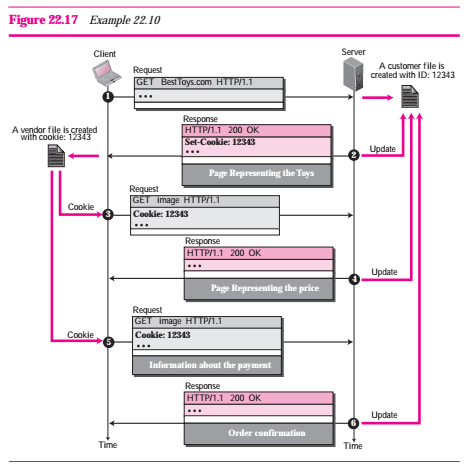 Figure 22.17 Example 22.10
Client
Server
A customer file is
created with ID: 12343
Request
GET BestToys.com HTTP/1.1
• • •
1
Response
HTTP/1.1 200 OK
Set-Cookie: 12343
• • •
Page Representing the Toys
2
Update
A vendor file is created
with cookie: 12343
Request
GET image HTTP/1.1
Cookie: 12343
• • •
Cookie
3
Response
HTTP/1.1 200 OK
• • •
Page Representing the price
4
Update
Request
GET image HTTP/1.1
Cookie: 12343
• • •
Information about the payment
Cookie
5
Response
HTTP/1.1 200 OK
• • •
Order confirmation
6
Update
Time
Time